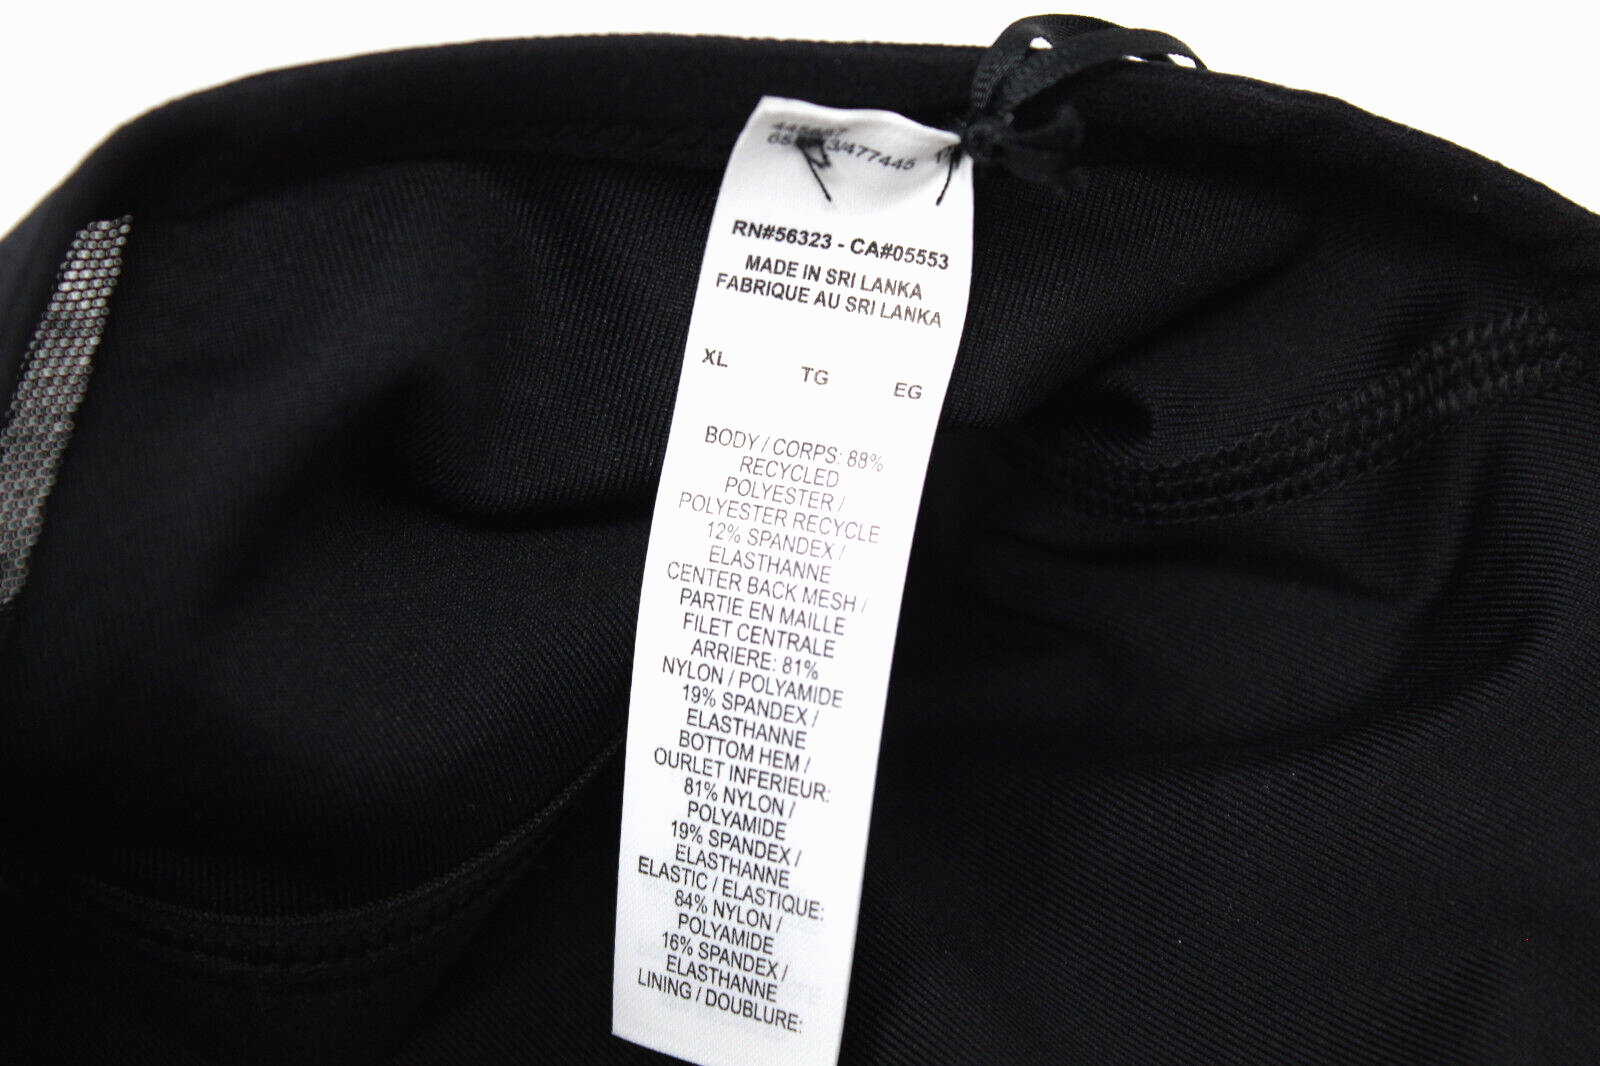 3/477445
RN#56323 - CA#05553
MADE IN SRI LANKA
FABRIQUE AU SRI LANKA
XL TG EG
BODY / CORPS: 88%
RECYCLED
POLYESTER /
POLYESTER RECYCLE
12% SPANDEX /
ELASTHANNE
CENTER BACK MESH /
PARTIE EN MAILLE
FILET CENTRALE
ARRIERE: 81%
NYLON / POLYAMIDE
19% SPANDEX /
ELASTHANNE
BOTTOM HEM /
OURLET INFERIEUR:
81% NYLON /
POLYAMIDE
19% SPANDEX /
ELASTHANNE
ELASTIC / ELASTIQUE:
84% NYLON /
POLYAMIDE
16% SPANDEX /
ELASTHANNE
LINING / DOUBLURE: